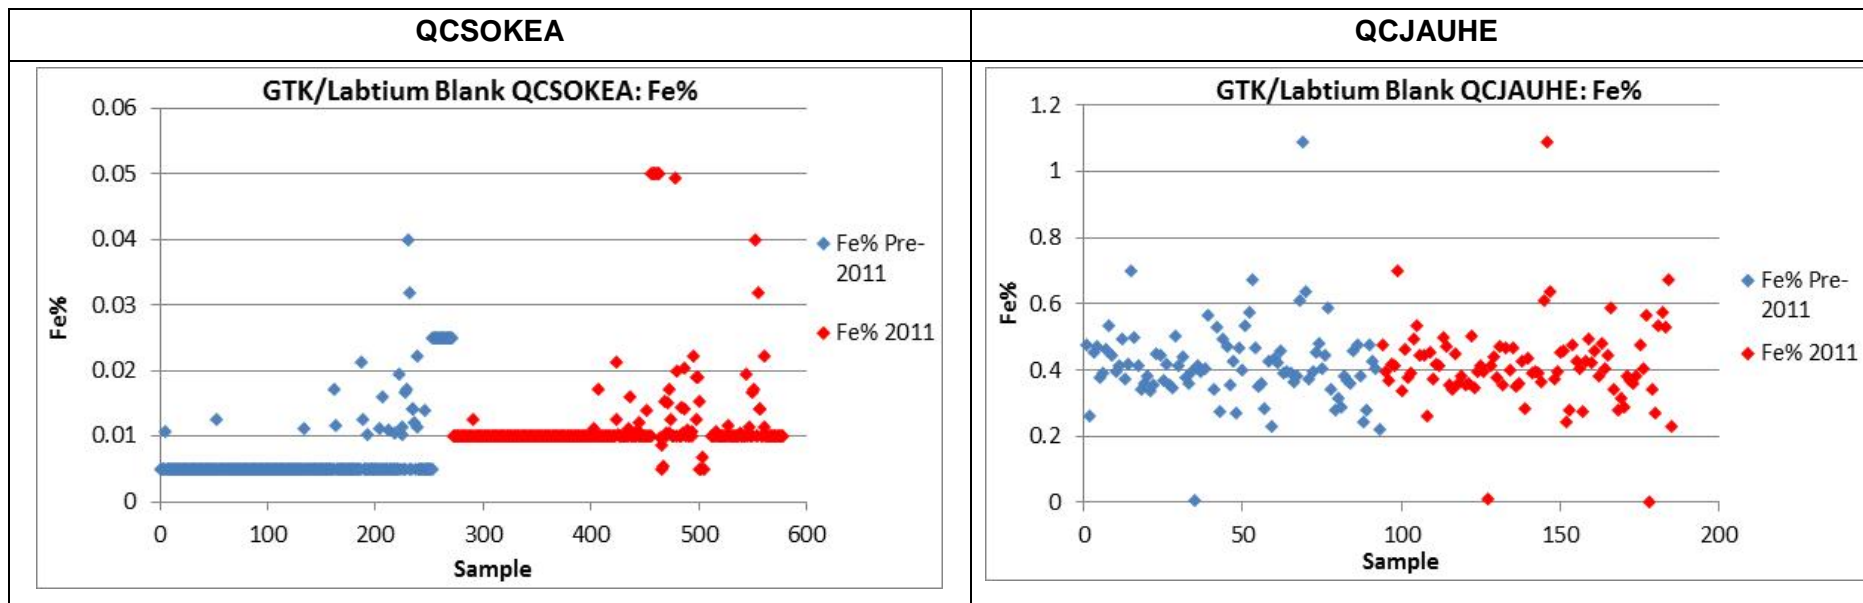 QCSOKEA
QCJAUHE
GTK/Labtium Blank QCSOKEA: Fe%
0.06
0.05
0.04
0.03
0.02
0.01
0
0
100
200
300
400
500
600
Fe%
Sample
Fe% Pre-
2011
Fe% 2011
GTK/Labtium Blank QCJAUHE: Fe%
1.2
1
0.8
0.6
0.4
0.2
0
0
50
100
150
200
Fe%
Sample
Fe% Pre-
2011
Fe% 2011